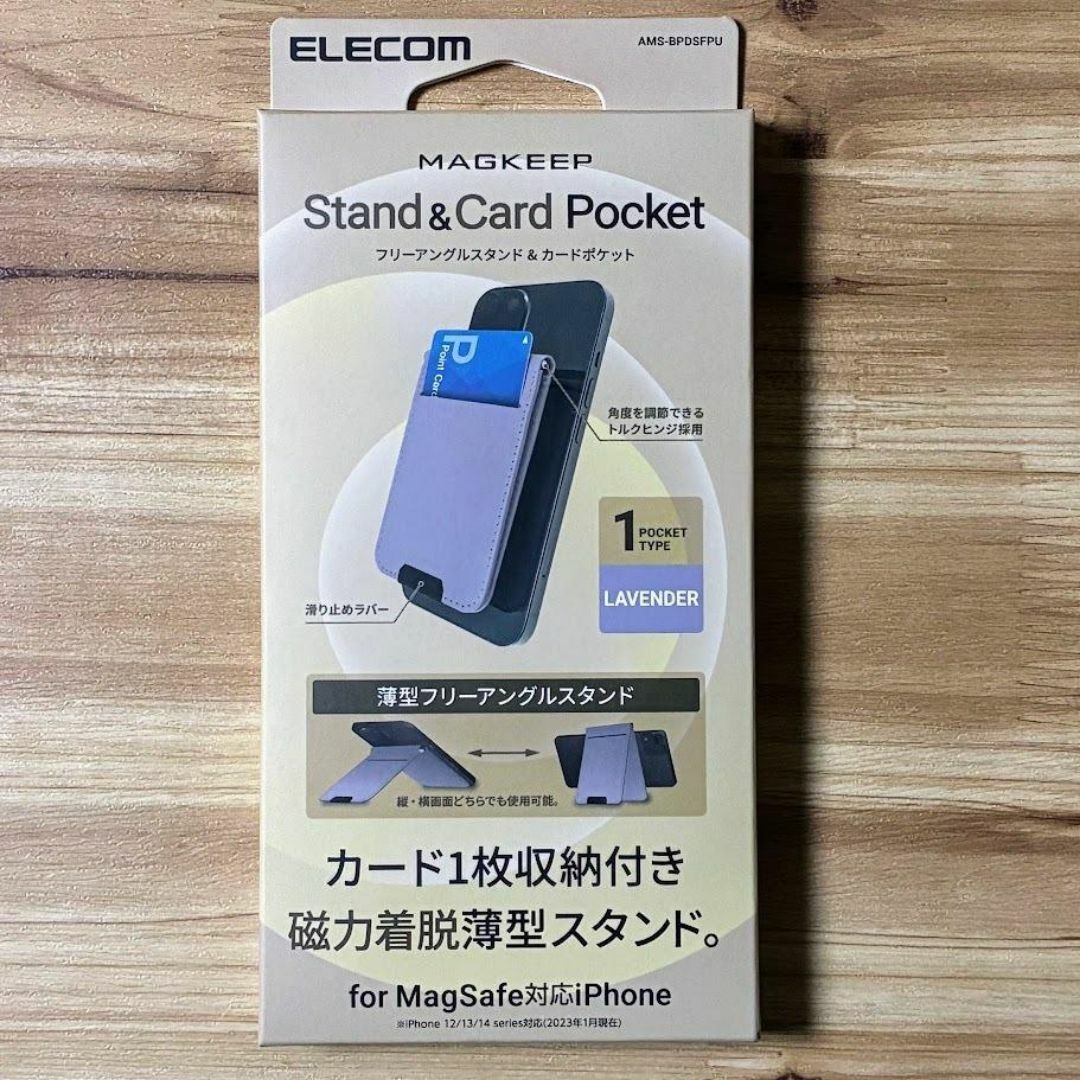 ELECOM
AMS-BPDSFPU
MAGKEEP
Stand & Card Pocket
フリーアングルスタンド & カードポケット
P
Point Car
角度を調節できる
トルクヒンジ採用
1 POCKET
TYPE
LAVENDER
滑り止めラバー
薄型フリーアングルスタンド
縦・横画面どちらでも使用可能。
カード1枚収納付き
磁力着脱薄型スタンド。
for MagSafe対応iPhone
※iPhone 12/13/14 series対応(2023年1月現在)